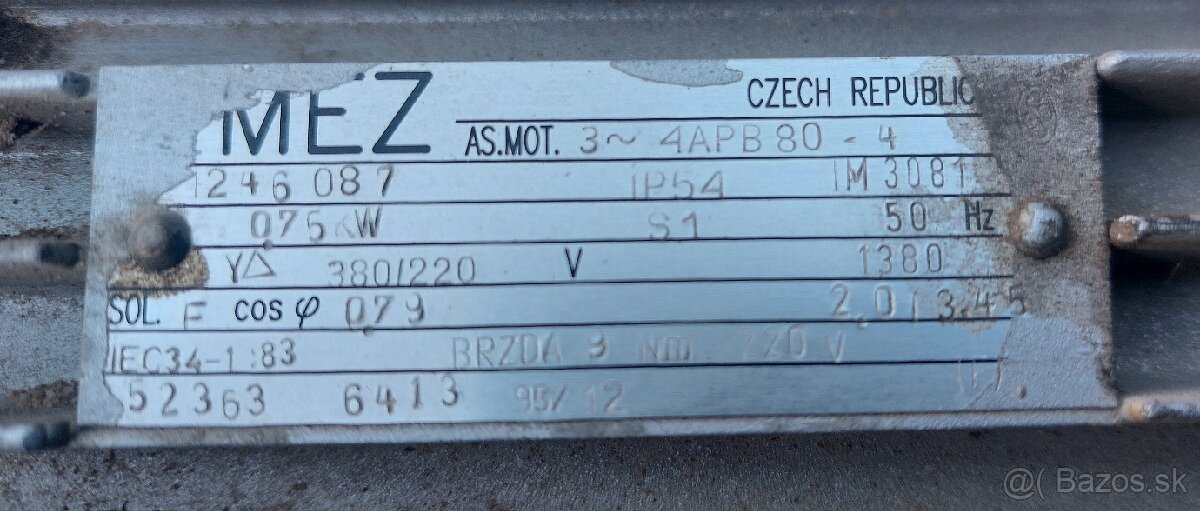 MEZ CZECH REPUBLIC
AS.MOT. 3~ 4APB 80 - 4
1246 087 IP54 IM 3081
0,75 kW S1 50 Hz
Y△ 380/220 V 1380
ISOL. F cos φ 0,79 2,0 / 3.45
IEC34-1:83 BRZDA 9 Nm 220 V
52363 6413 95/12
@( ) Bazos.sk